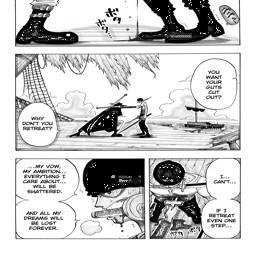 YOU
WANT
YOUR
GUTS
CUT
OUT?
WHY
DON'T YOU
RETREAT?
I...
CAN'T...
IF I
RETREAT
EVEN ONE
STEP...
...MY VOW,
MY AMBITION...
EVERYTHING I
CARE ABOUT...
WILL BE
SHATTERED.
AND ALL MY
DREAMS WILL
BE LOST
FOREVER.